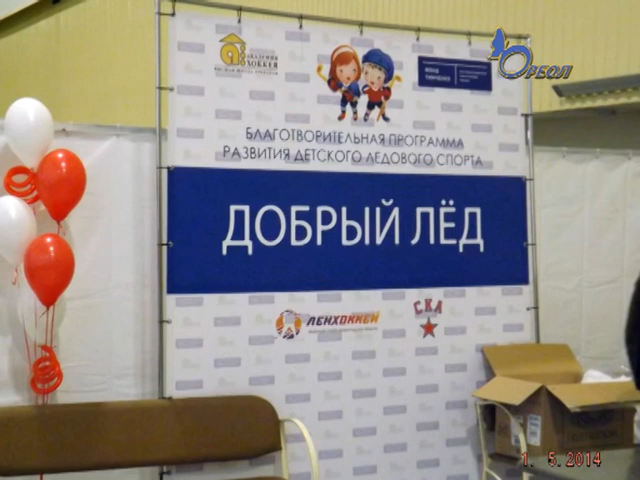 АКАДЕМИЯ
ХОККЕЯ
ФОНД
ТИМЧЕНКО
ОРЕОЛ
БЛАГОТВОРИТЕЛЬНАЯ ПРОГРАММА
РАЗВИТИЯ ДЕТСКОГО ЛЕДОВОГО СПОРТА
ДОБРЫЙ ЛЁД
ЛЕНХОККЕЙ
СКА
1. 5.2014